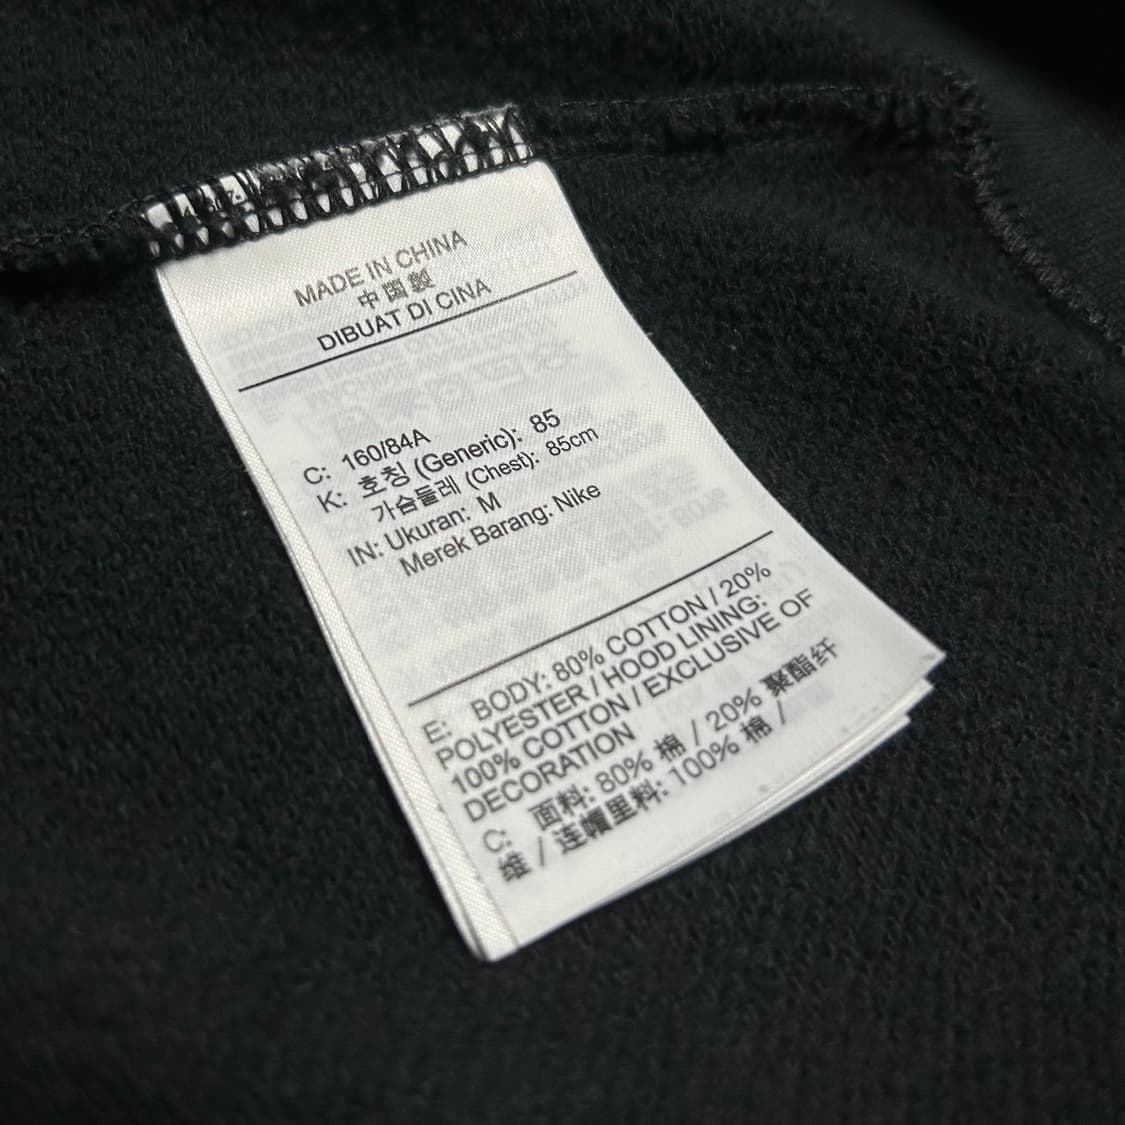 MADE IN CHINA
中国製
DIBUAT DI CINA
C: 160/84A
K: 호칭 (Generic): 85
가슴둘레 (Chest): 85cm
IN: Ukuran: M
Merek Barang: Nike
E: BODY: 80% COTTON / 20%
POLYESTER / HOOD LINING:
100% COTTON / EXCLUSIVE OF
DECORATION
C: 面料: 80% 棉 / 20% 聚酯纤
维 / 连帽里料: 100% 棉 /